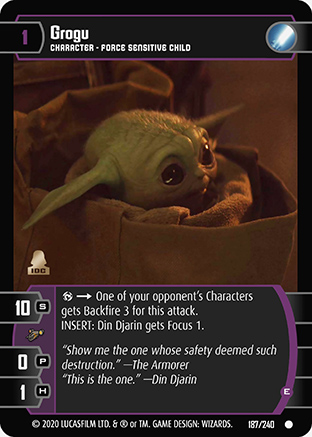 1
Grogu
CHARACTER - FORCE SENSITIVE CHILD
IDC
10 S
0 P
1 H
One of your opponent's Characters
gets Backfire 3 for this attack.
INSERT: Din Djarin gets Focus 1.
"Show me the one whose safety deemed such
destruction." —The Armorer
"This is the one." —Din Djarin
E
© 2020 LUCASFILM LTD. & ® OR TM. GAME DESIGN: WIZARDS. 187/240